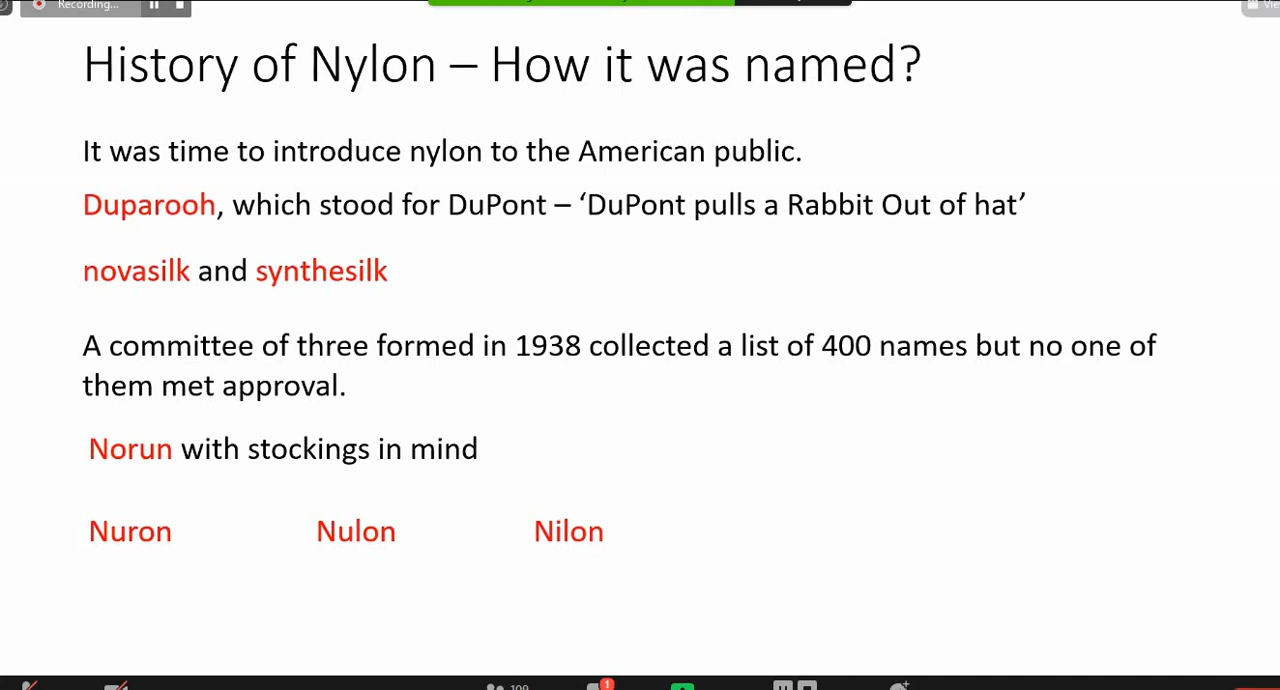 Recording...
History of Nylon – How it was named?
It was time to introduce nylon to the American public.
Duparooh, which stood for DuPont – ‘DuPont pulls a Rabbit Out of hat’
novasilk and synthesilk
A committee of three formed in 1938 collected a list of 400 names but no one of
them met approval.
Norun with stockings in mind
Nuron Nulon Nilon
109
1